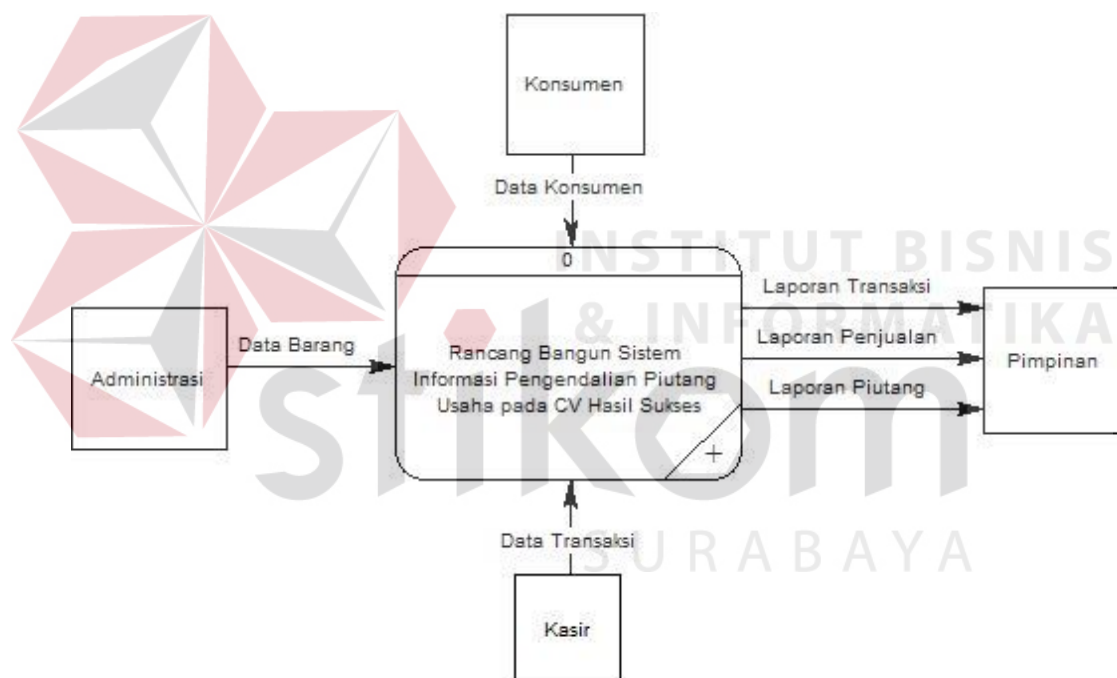 Konsumen
Data Konsumen
0
INSTITUT BISNIS
& INFORMATIKA
Laporan Transaksi
Laporan Penjualan
Laporan Piutang
Pimpinan
Administrasi
Data Barang
Rancang Bangun Sistem
Informasi Pengendalian Piutang
Usaha pada CV Hasil Sukses
+
stikom
SURABAYA
Data Transaksi
Kasir